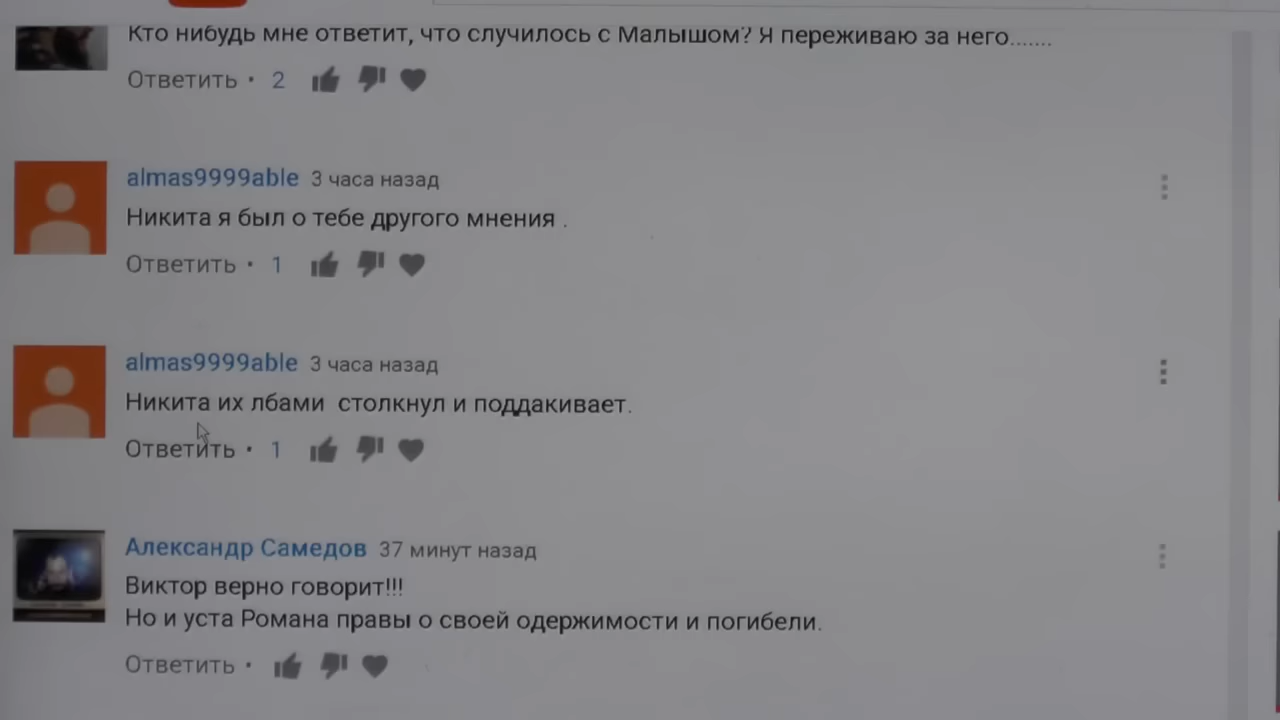 Кто нибудь мне ответит, что случилось с Малышом? Я переживаю за него.......
Ответить • 2
almas9999able 3 часа назад
Никита я был о тебе другого мнения .
Ответить • 1
almas9999able 3 часа назад
Никита их лбами столкнул и поддакивает.
Ответить • 1
Александр Самедов 37 минут назад
Виктор верно говорит!!!
Но и уста Романа правы о своей одержимости и погибели.
Ответить •